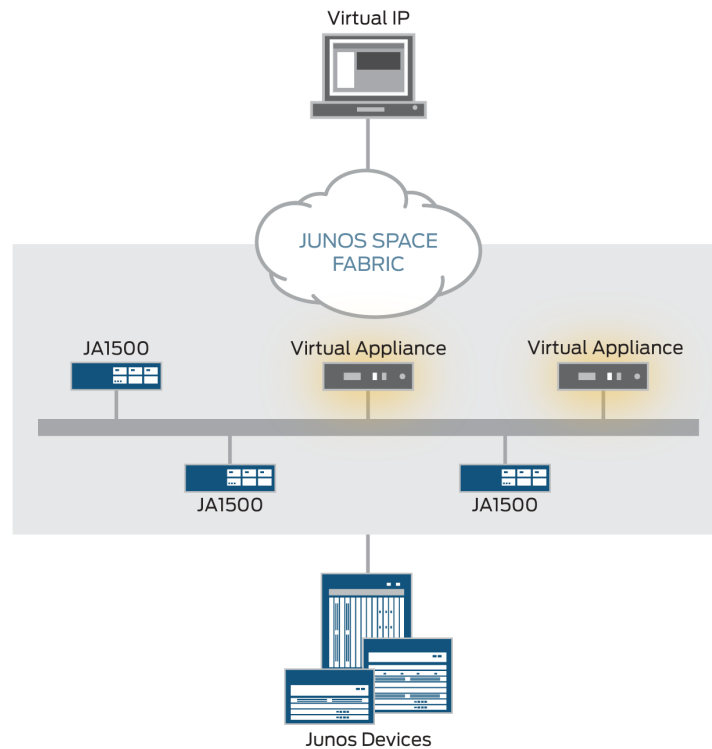 Virtual IP
JUNOS SPACE
FABRIC
JA1500
Virtual Appliance
Virtual Appliance
JA1500
JA1500
Junos Devices